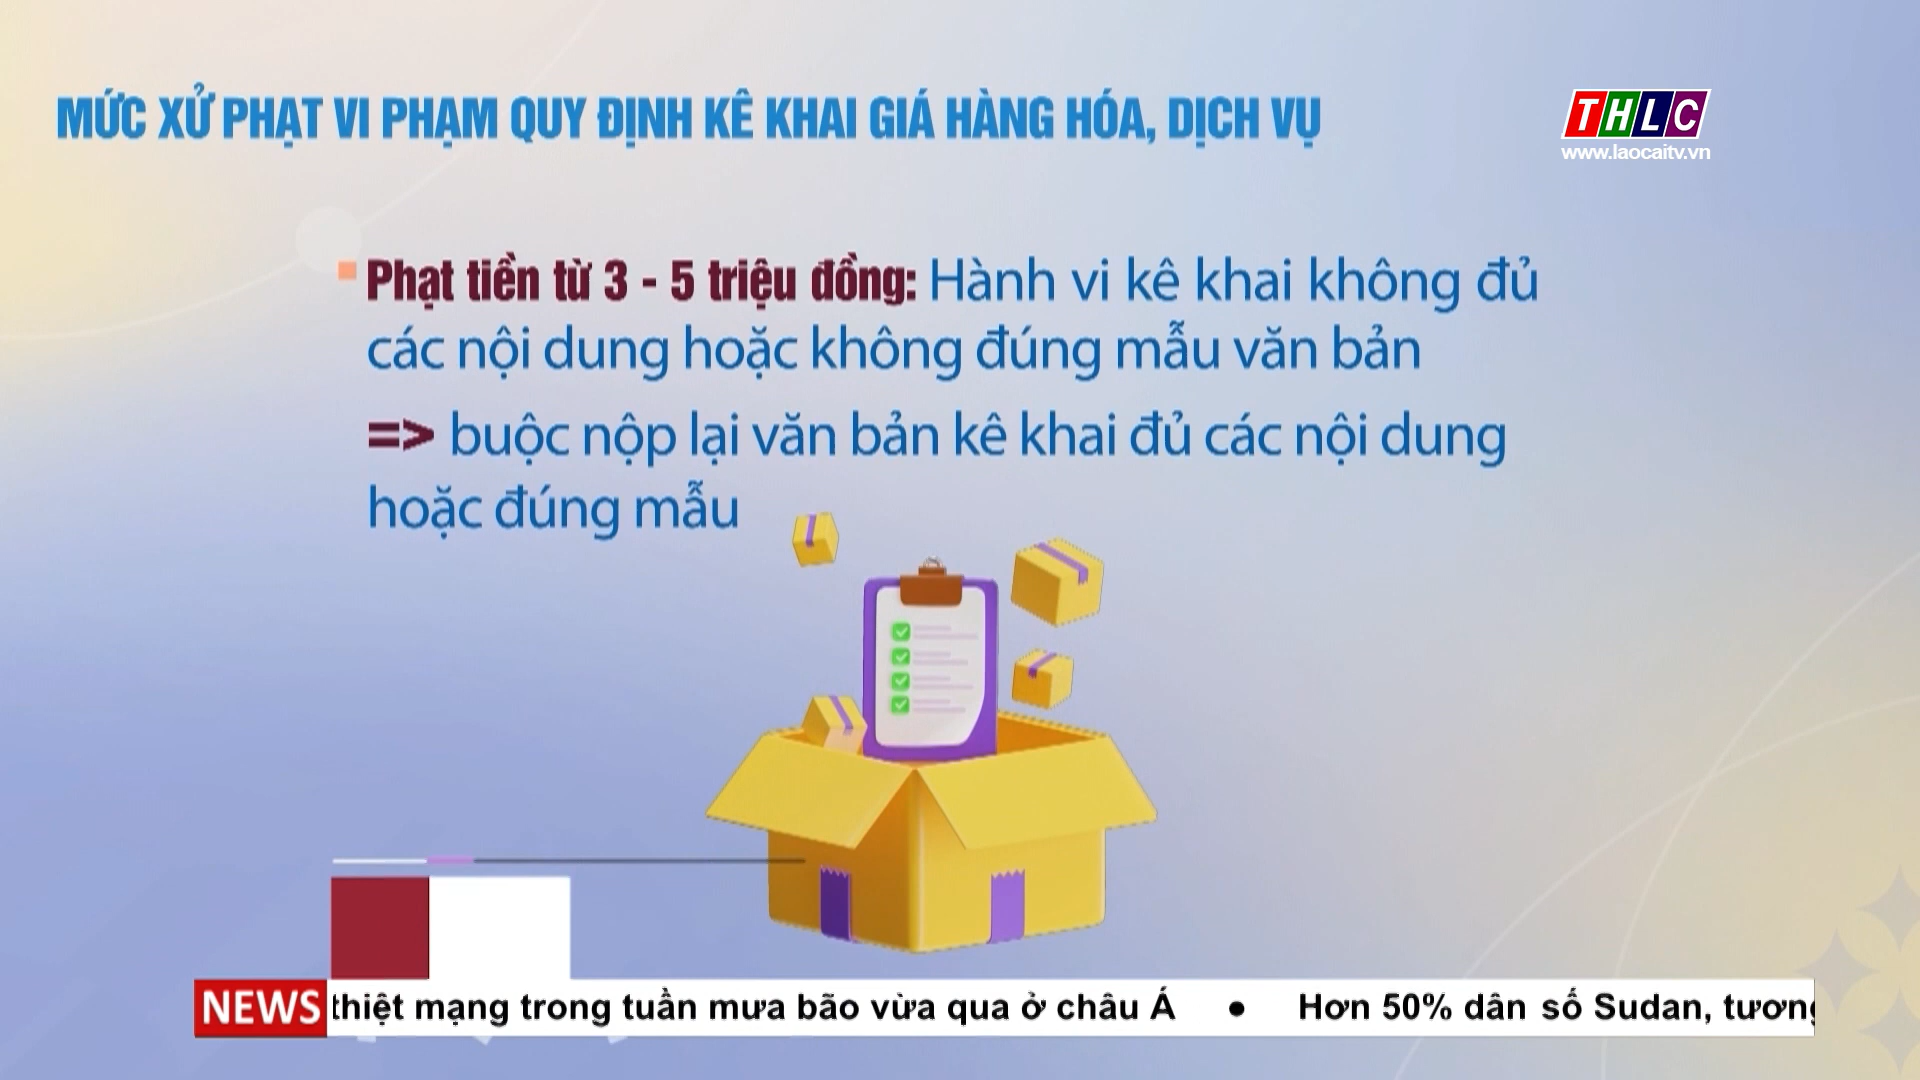 MỨC XỬ PHẠT VI PHẠM QUY ĐỊNH KÊ KHAI GIÁ HÀNG HÓA, DỊCH VỤ
THLC
www.laocaitv.vn
Phạt tiền từ 3 - 5 triệu đồng: Hành vi kê khai không đủ
các nội dung hoặc không đúng mẫu văn bản
=> buộc nộp lại văn bản kê khai đủ các nội dung
hoặc đúng mẫu
NEWS thiệt mạng trong tuần mưa bão vừa qua ở châu Á ● Hơn 50% dân số Sudan, tương